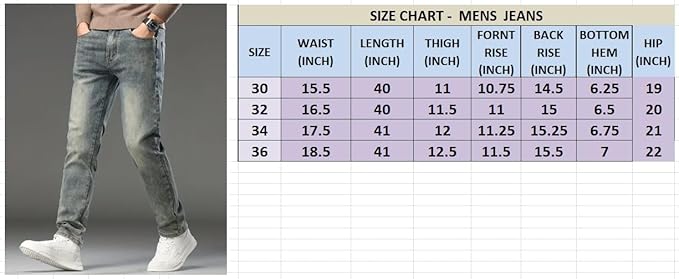 SIZE CHART - MENS JEANS
SIZE WAIST (INCH) LENGTH (INCH) THIGH (INCH) FORNT RISE (INCH) BACK RISE (INCH) BOTTOM HEM (INCH) HIP (INCH)
30 15.5 40 11 10.75 14.5 6.25 19
32 16.5 40 11.5 11 15 6.5 20
34 17.5 41 12 11.25 15.25 6.75 21
36 18.5 41 12.5 11.5 15.5 7 22